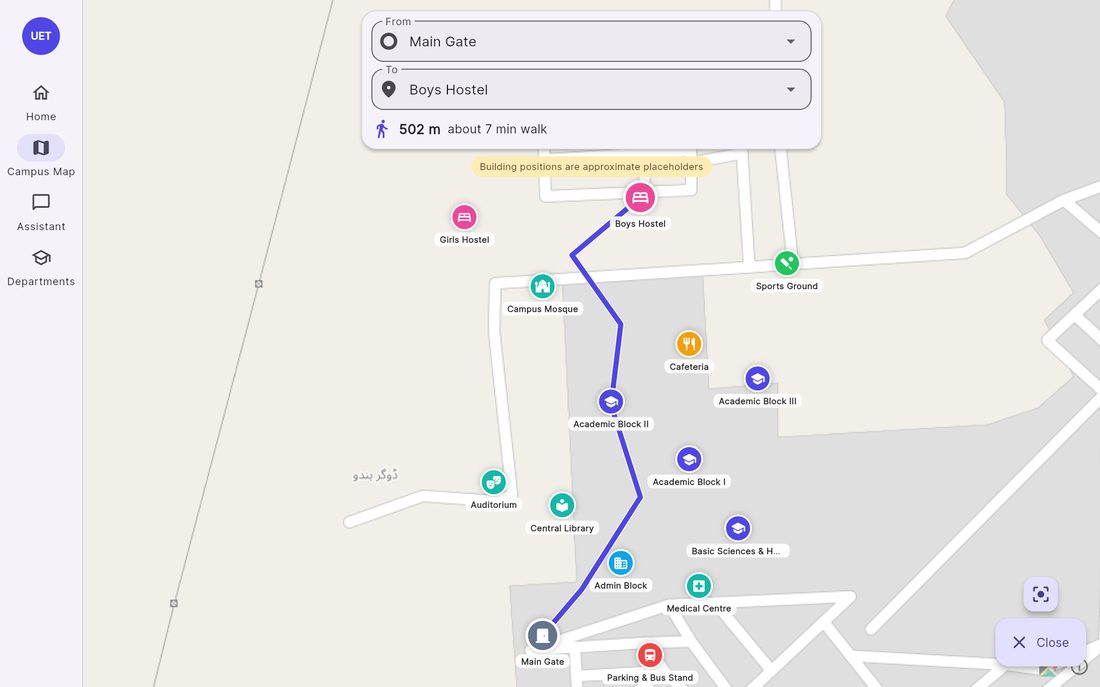 UET
Home
Campus Map
Assistant
Departments
From
Main Gate
To
Boys Hostel
502 m about 7 min walk
Building positions are approximate placeholders
Boys Hostel
Girls Hostel
Sports Ground
Campus Mosque
Cafeteria
Academic Block III
Academic Block II
ڈوگر بندو
Academic Block I
Auditorium
Central Library
Basic Sciences & H...
Admin Block
Medical Centre
Main Gate
Parking & Bus Stand
Close